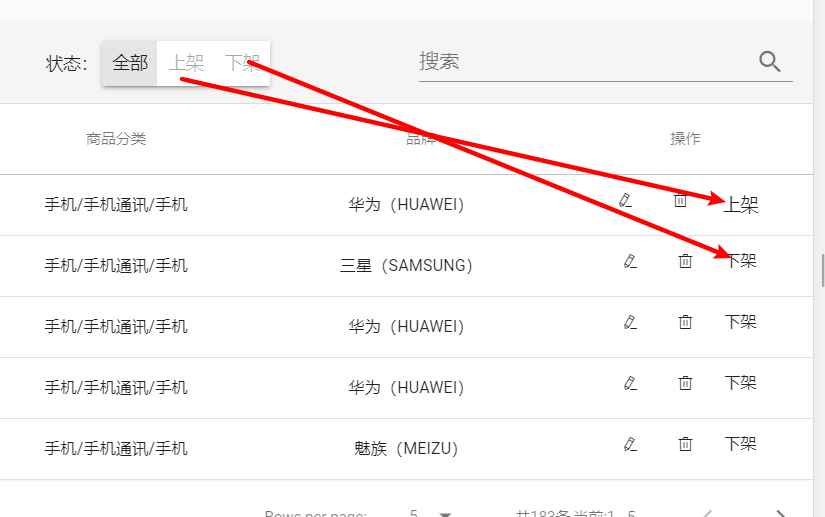 状态： 全部 上架 下架 搜索
商品分类 品牌 操作
手机/手机通讯/手机 华为（HUAWEI） 上架
手机/手机通讯/手机 三星（SAMSUNG） 下架
手机/手机通讯/手机 华为（HUAWEI） 下架
手机/手机通讯/手机 华为（HUAWEI） 下架
手机/手机通讯/手机 魅族（MEIZU） 下架
Rows per page: 5 共183条,当前:1 - 5